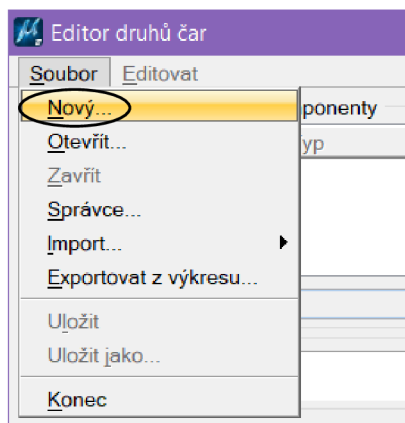 Editor druhů čar
Soubor Editovat
Nový... ponenty
Otevřít... yp
Zavřít
Správce...
Import...
Exportovat z výkresu...
Uložit
Uložit jako...
Konec